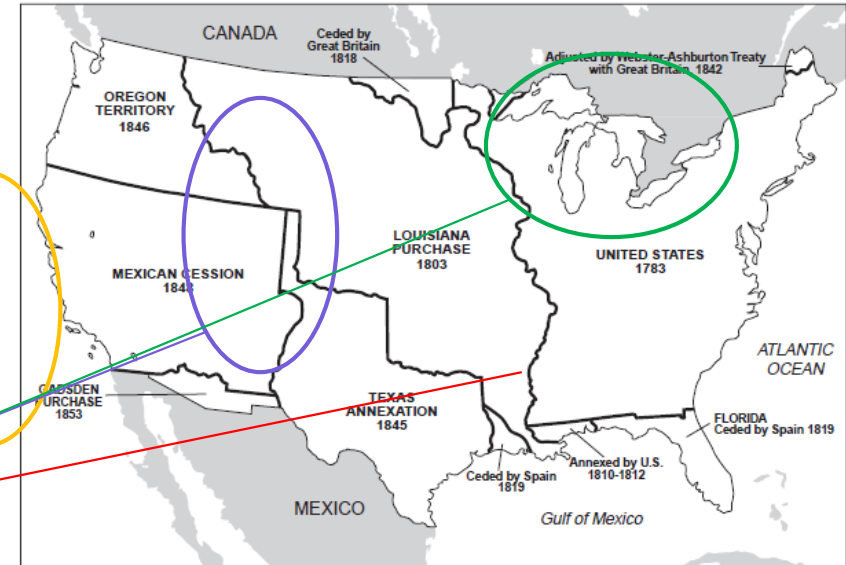 CANADA
Ceded by
Great Britain
1818
Adjusted by Webster-Ashburton Treaty
with Great Britain 1842
OREGON
TERRITORY
1846
LOUISIANA
PURCHASE
1803
UNITED STATES
1783
MEXICAN CESSION
1848
ATLANTIC
OCEAN
GADSDEN
PURCHASE
1853
TEXAS
ANNEXATION
1845
FLORIDA
Ceded by Spain 1819
Annexed by U.S.
1810-1812
Ceded by Spain
1819
MEXICO
Gulf of Mexico